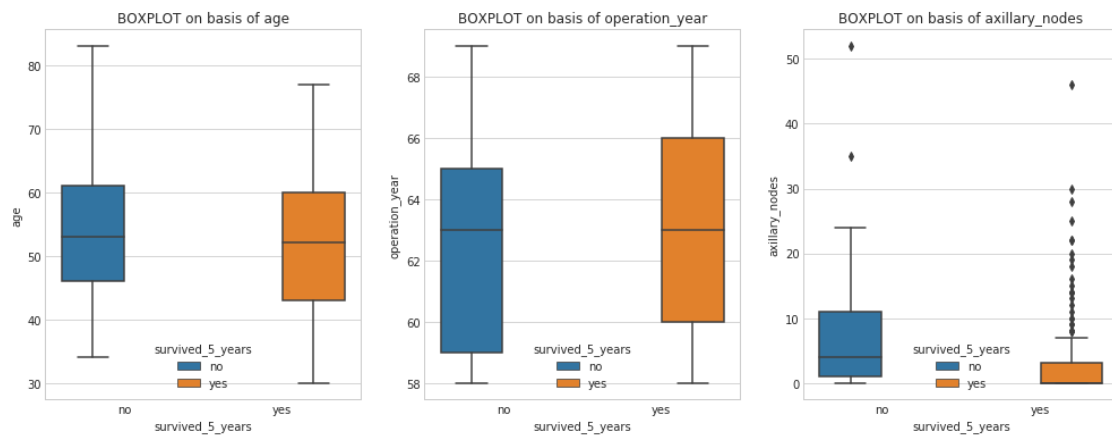 BOXPLOT on basis of age
age
80
70
60
50
40
30
survived_5_years
no
yes
no
yes
survived_5_years
BOXPLOT on basis of operation_year
operation_year
68
66
64
62
60
58
survived_5_years
no
yes
no
yes
survived_5_years
BOXPLOT on basis of axillary_nodes
axillary_nodes
50
40
30
20
10
0
survived_5_years
no
yes
no
yes
survived_5_years